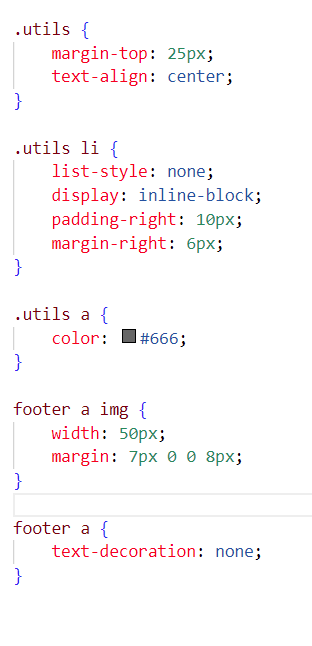 .utils {
    margin-top: 25px;
    text-align: center;
}

.utils li {
    list-style: none;
    display: inline-block;
    padding-right: 10px;
    margin-right: 6px;
}

.utils a {
    color: #666;
}

footer a img {
    width: 50px;
    margin: 7px 0 0 8px;
}

footer a {
    text-decoration: none;
}